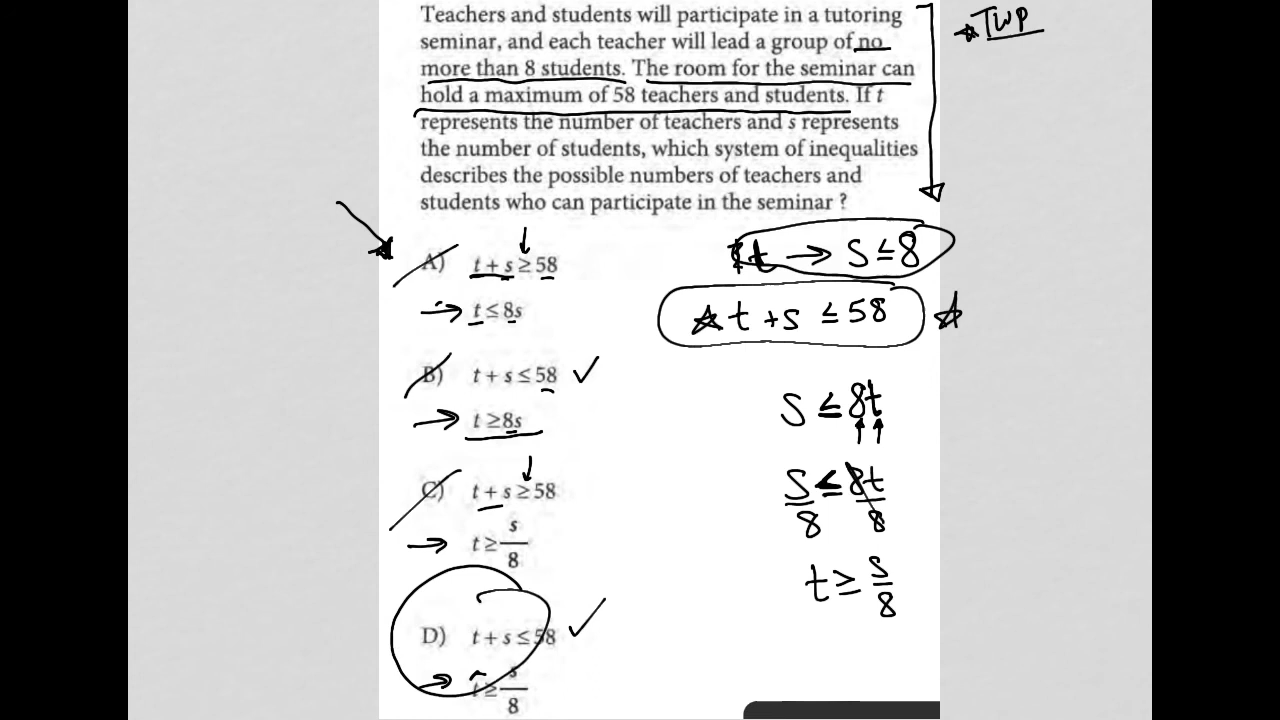 Teachers and students will participate in a tutoring
seminar, and each teacher will lead a group of no
more than 8 students. The room for the seminar can
hold a maximum of 58 teachers and students. If t
represents the number of teachers and s represents
the number of students, which system of inequalities
describes the possible numbers of teachers and
students who can participate in the seminar ?
A) t + s ≥ 58
t ≤ 8s
B) t + s ≤ 58
t ≥ 8s
C) t + s ≥ 58
t ≥ s/8
D) t + s ≤ 58
t ≥ s/8
TWP
1t → s ≤ 8
t + s ≤ 58
s ≤ 8t
s/8 ≤ 8t/8
t ≥ s/8